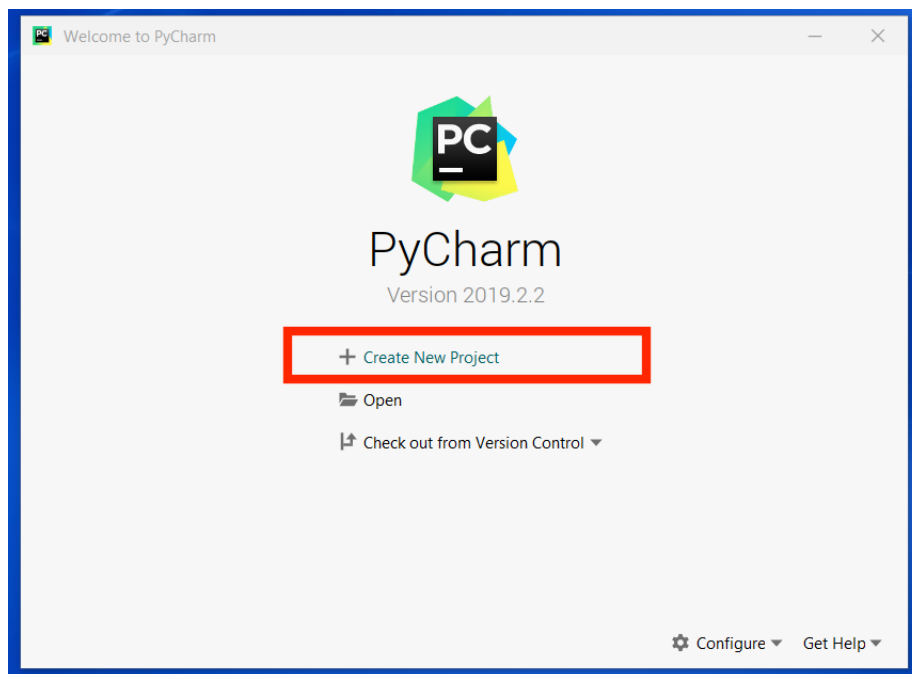 Welcome to PyCharm
PC
PyCharm
Version 2019.2.2
Create New Project
Open
Check out from Version Control
Configure Get Help